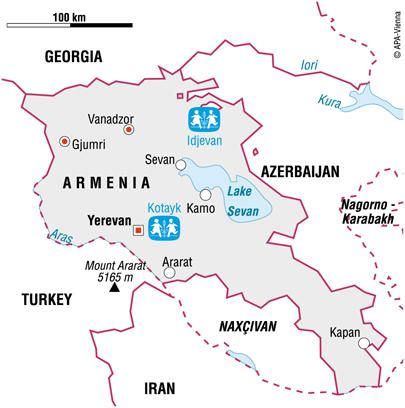 100 km
© APA-Vienna
GEORGIA
Iori
Kura
Vanadzor
Idjevan
Gjumri
Sevan
AZERBAIJAN
ARMENIA
Lake
Sevan
Kotayk
Kamo
Nagorno -
Karabakh
Yerevan
Aras
Mount Ararat
5165 m
Ararat
TURKEY
NAXÇIVAN
Kapan
IRAN